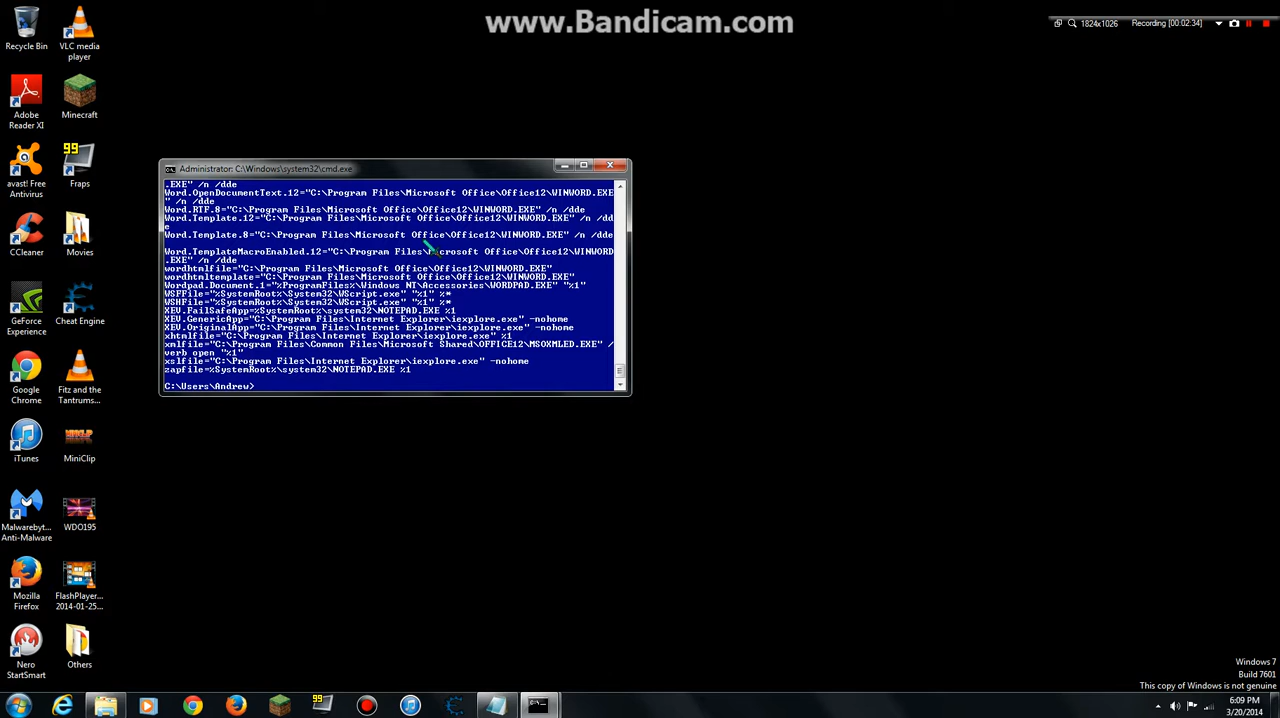 www.Bandicam.com
1824x1026
Recording [00:02:34]
Recycle Bin
VLC media
player
Adobe
Reader XI
Minecraft
avast! Free
Antivirus
99
Fraps
CCleaner
Movies
GeForce
Experience
Cheat Engine
Google
Chrome
Fitz and the
Tantrums...
iTunes
MiniClip
Malwarebyt...
Anti-Malware
WDO195
Mozilla
Firefox
FlashPlayer...
2014-01-25...
Nero
StartSmart
Others
Administrator: C:\Windows\system32\cmd.exe
.EXE" /n /dde
Word.OpenDocumentText.12="C:\Program Files\Microsoft Office\Office12\WINWORD.EXE
" /n /dde
Word.RTF.8="C:\Program Files\Microsoft Office\Office12\WINWORD.EXE" /n /dde
Word.Template.12="C:\Program Files\Microsoft Office\Office12\WINWORD.EXE" /n /dd
e
Word.Template.8="C:\Program Files\Microsoft Office\Office12\WINWORD.EXE" /n /dde
Word.TemplateMacroEnabled.12="C:\Program Files\Microsoft Office\Office12\WINWORD
.EXE" /n /dde
wordhtmlfile="C:\Program Files\Microsoft Office\Office12\WINWORD.EXE"
wordhtmltemplate="C:\Program Files\Microsoft Office\Office12\WINWORD.EXE"
Wordpad.Document.1="%ProgramFiles%\Windows NT\Accessories\WORDPAD.EXE" "%1"
WSFFile="%SystemRoot%\System32\WScript.exe" "%1" %*
WSHFile="%SystemRoot%\System32\WScript.exe" "%1" %*
XEV.FailSafeApp=%SystemRoot%\system32\NOTEPAD.EXE %1
XEV.GenericApp="C:\Program Files\Internet Explorer\iexplore.exe" -nohome
XEV.OriginalApp="C:\Program Files\Internet Explorer\iexplore.exe" -nohome
xhtmlfile="C:\Program Files\Internet Explorer\iexplore.exe" %1
xmlfile="C:\Program Files\Common Files\Microsoft Shared\OFFICE12\MSOXMLED.EXE" /
verb open "%1"
xslfile="C:\Program Files\Internet Explorer\iexplore.exe" -nohome
zapfile=%SystemRoot%\system32\NOTEPAD.EXE %1
C:\Users\Andrew>
Windows 7
Build 7601
This copy of Windows is not genuine
99
6:09 PM
3/20/2014